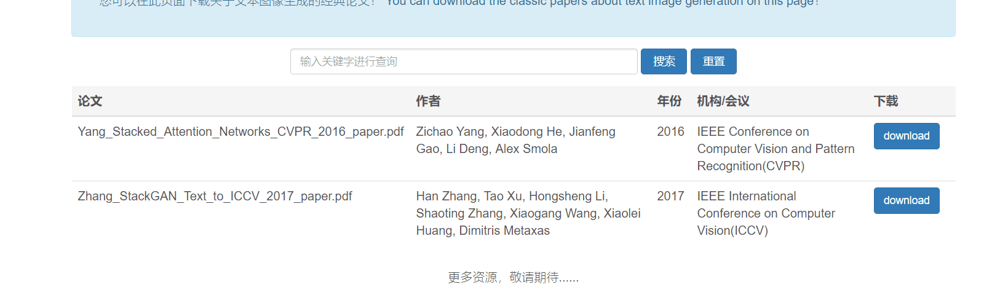 您可以在此页面下载关于文本图像生成的经典论文！ You can download the classic papers about text image generation on this page!
输入关键字进行查询 搜索 重置
论文 作者 年份 机构/会议 下载
Yang_Stacked_Attention_Networks_CVPR_2016_paper.pdf Zichao Yang, Xiaodong He, Jianfeng 2016 IEEE Conference on download
Gao, Li Deng, Alex Smola Computer Vision and Pattern
Recognition(CVPR)
Zhang_StackGAN_Text_to_ICCV_2017_paper.pdf Han Zhang, Tao Xu, Hongsheng Li, 2017 IEEE International download
Shaoting Zhang, Xiaogang Wang, Xiaolei Conference on Computer
Huang, Dimitris Metaxas Vision(ICCV)
更多资源，敬请期待......